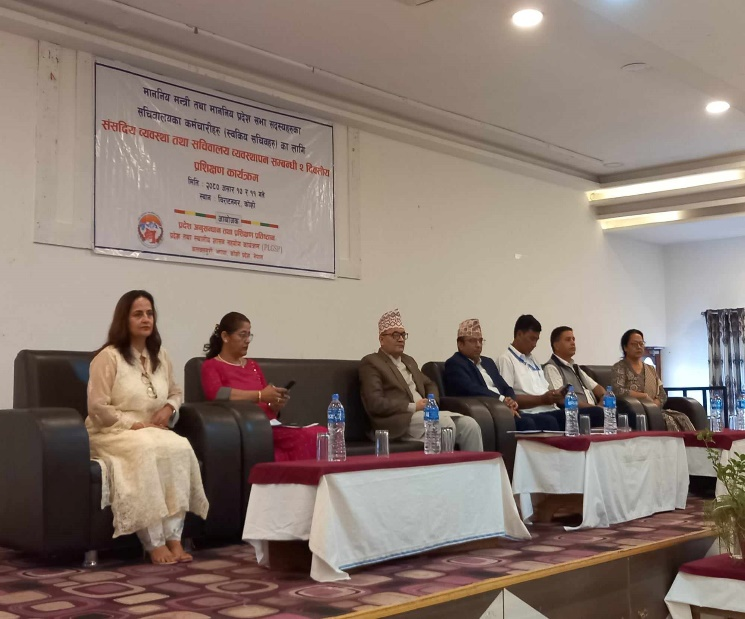 माननिय मन्त्री तथा माननिय प्रदेश सभा सदस्यहरुका
सचिवालयका कर्मचारीहरु (स्वकिय सचिवहरु) का लागि
संसदिय व्यवस्था तथा सचिवालय व्यवस्थापन सम्बन्धी २ दिवसीय
प्रशिक्षण कार्यक्रम
मिति : २०८० असार १० र ११ गते
स्थान : विराटनगर, कोशी
आयोजक
प्रदेश अनुसन्धान तथा प्रशिक्षण प्रतिष्ठान
प्रदेश तथा स्थानीय शासन सहयोग कार्यक्रम (PLGSP)
कोशी प्रदेश, नेपाल